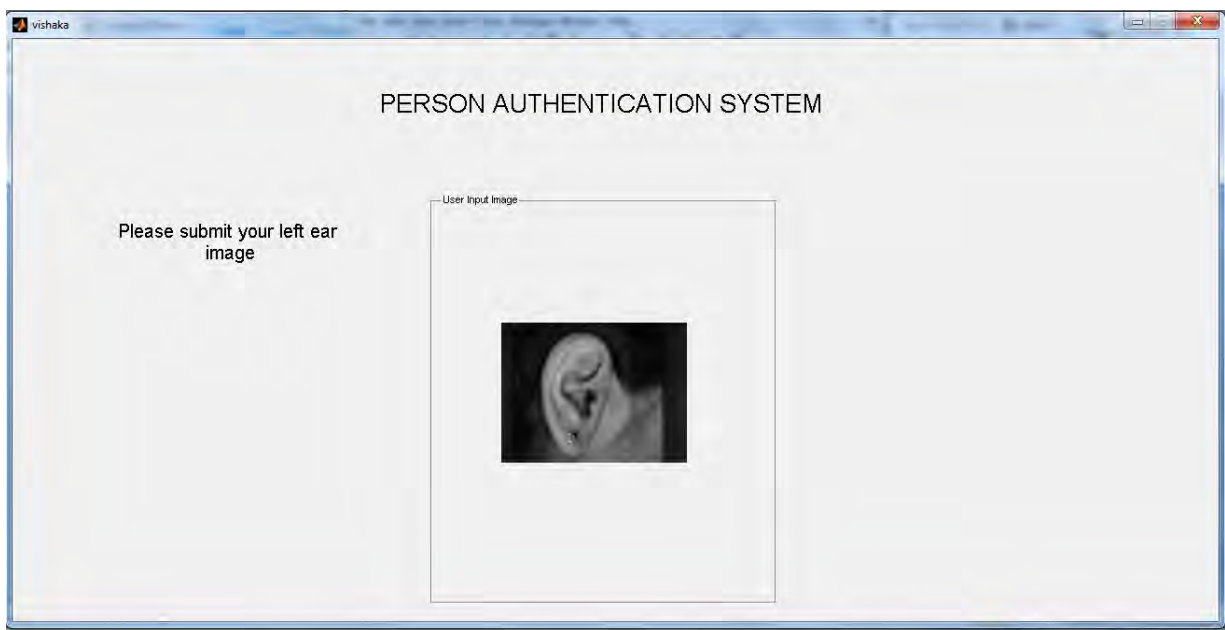 vishaka
PERSON AUTHENTICATION SYSTEM
User Input Image
Please submit your left ear
image